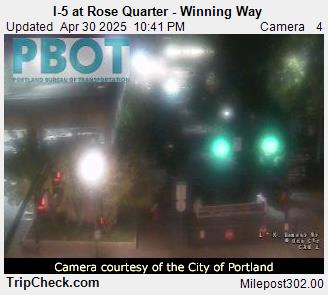 I-5 at Rose Quarter - Winning Way
Updated Apr 30 2025 10:41 PM Camera 4
PBOT
PORTLAND BUREAU OF TRANSPORTATION
Camera courtesy of the City of Portland
TripCheck.com Milepost302.00